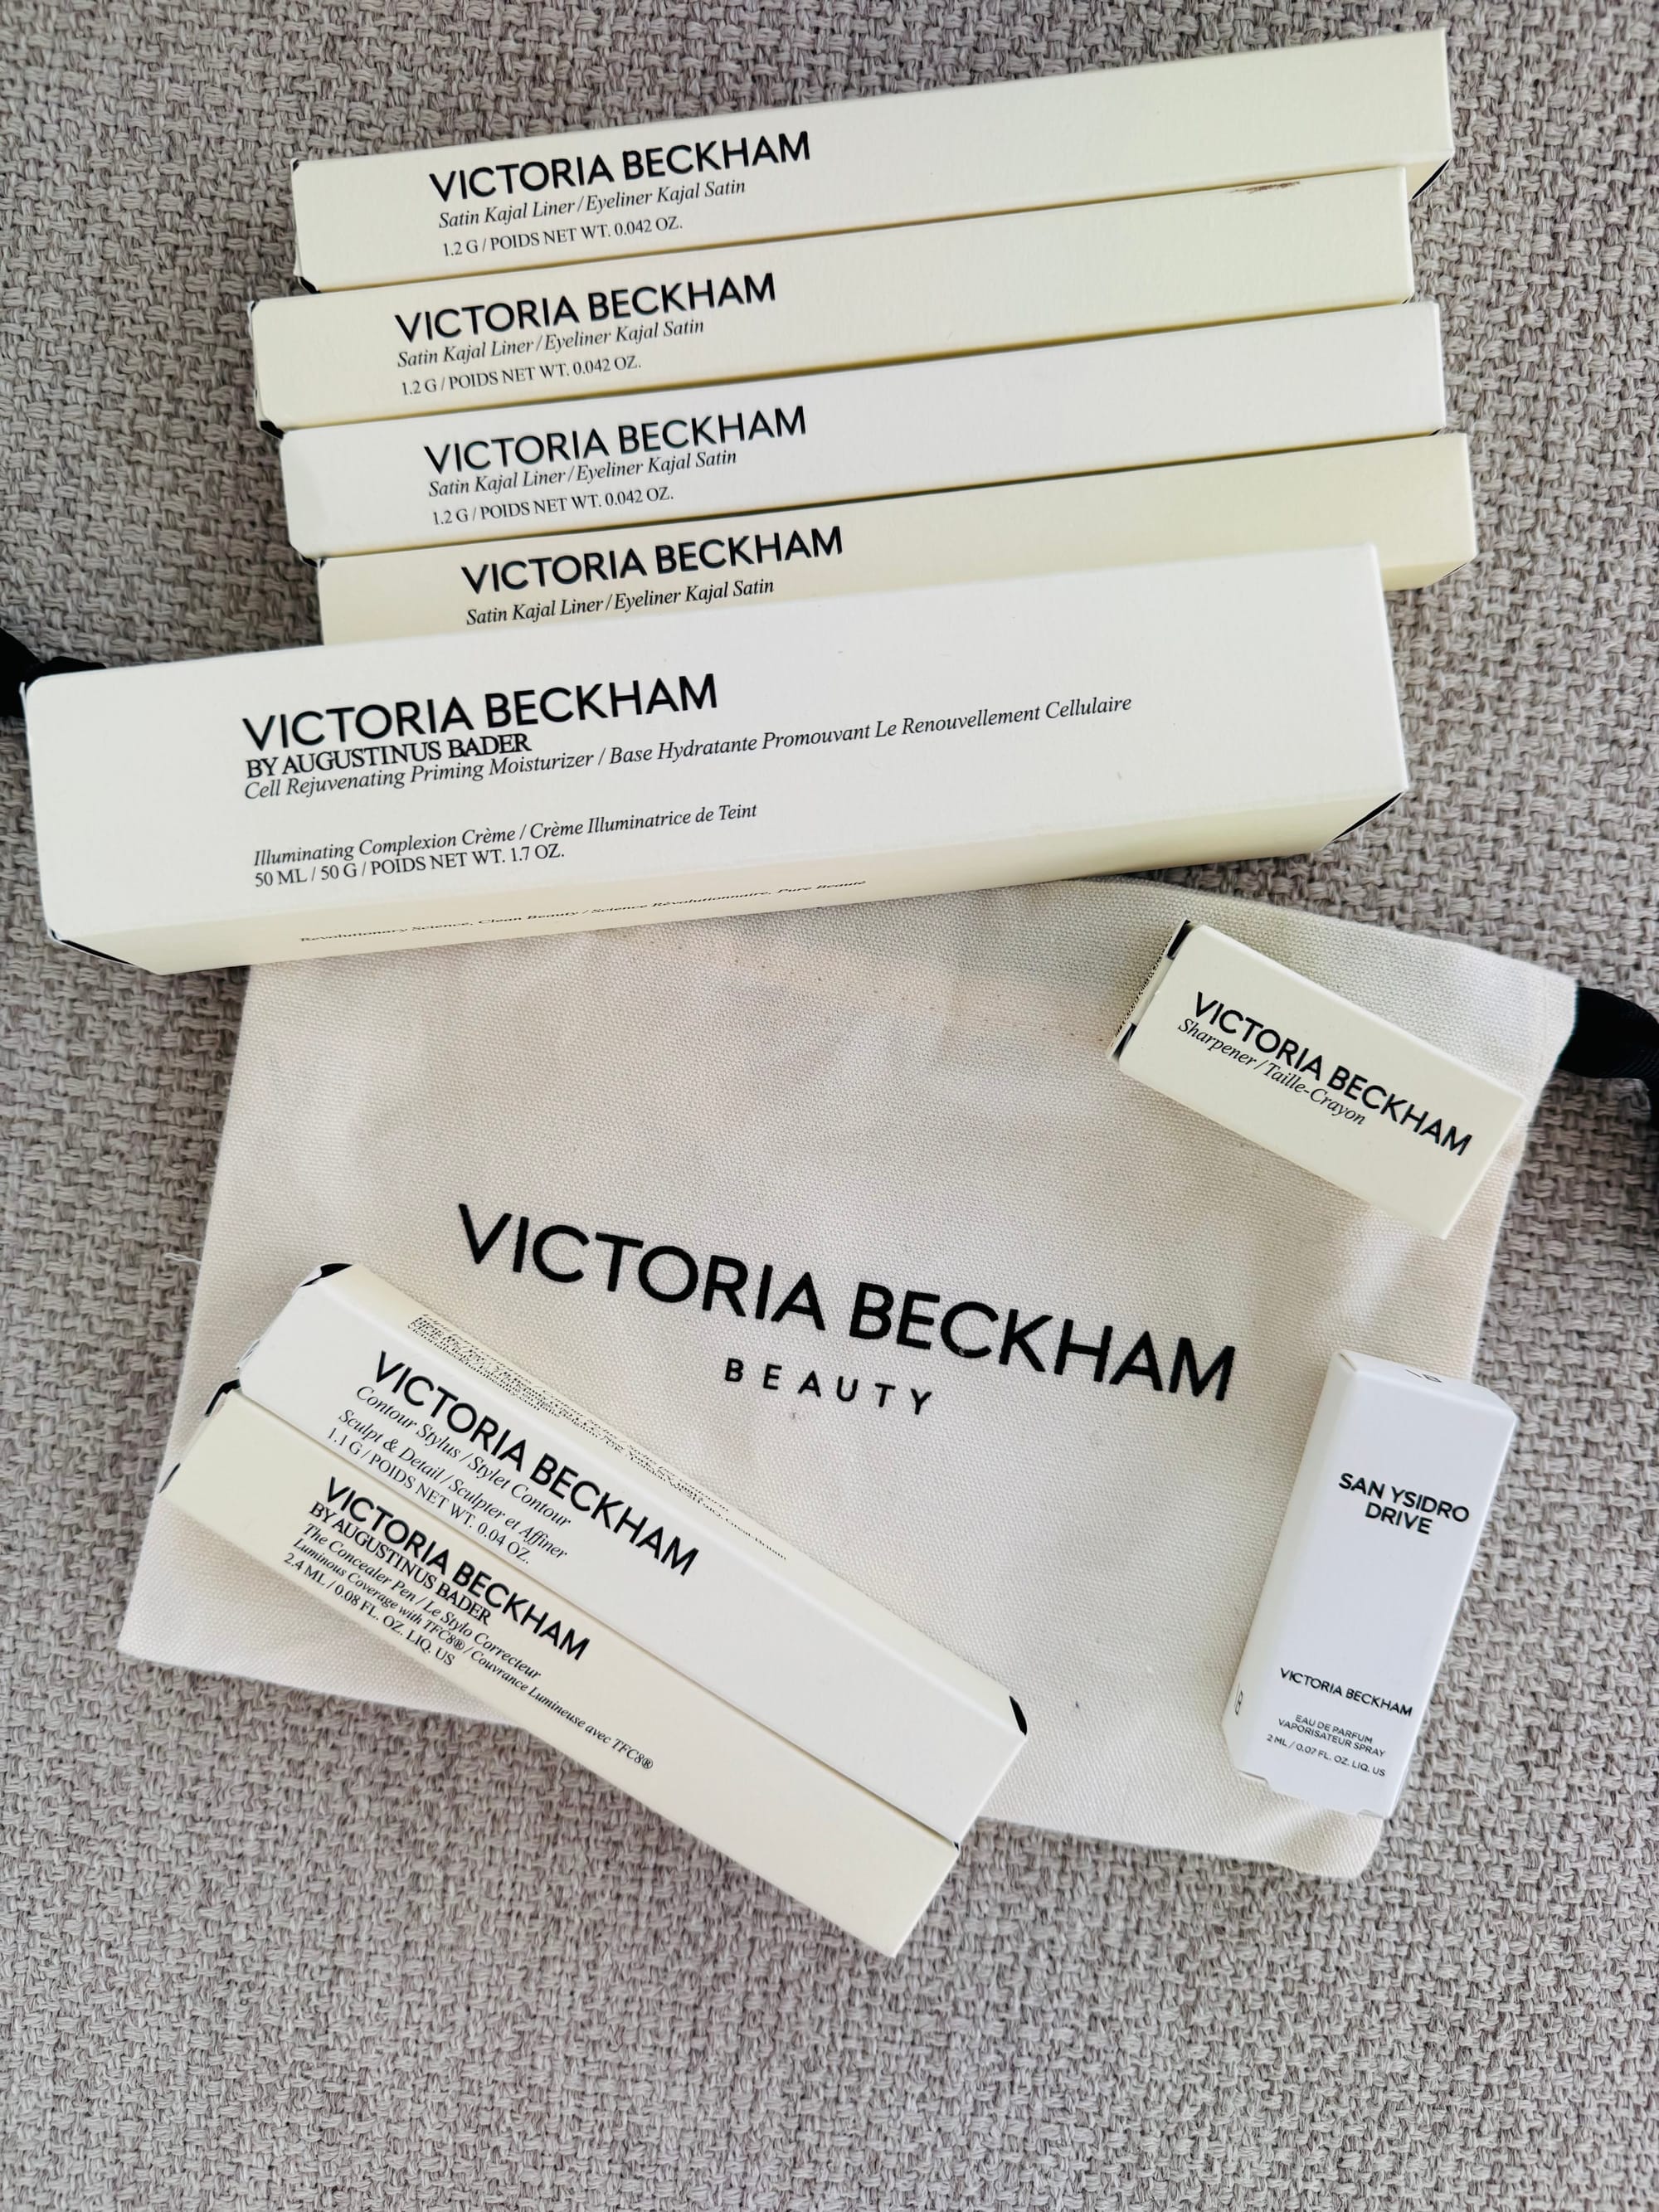 VICTORIA BECKHAM
Satin Kajal Liner / Eyeliner Kajal Satin
1.2 G / POIDS NET WT. 0.042 OZ.
VICTORIA BECKHAM
Satin Kajal Liner / Eyeliner Kajal Satin
1.2 G / POIDS NET WT. 0.042 OZ.
VICTORIA BECKHAM
Satin Kajal Liner / Eyeliner Kajal Satin
1.2 G / POIDS NET WT. 0.042 OZ.
VICTORIA BECKHAM
Satin Kajal Liner / Eyeliner Kajal Satin
VICTORIA BECKHAM
BY AUGUSTINUS BADER
Cell Rejuvenating Priming Moisturizer / Base Hydratante Promouvant Le Renouvellement Cellulaire
Illuminating Complexion Crème / Crème Illuminatrice de Teint
50 ML / 50 G / POIDS NET WT. 1.7 OZ.
Revolutionary Science, Clean Beauty / Science Révolutionnaire, Pure Beauté
VICTORIA BECKHAM
Sharpener / Taille-Crayon
VICTORIA BECKHAM
BEAUTY
VICTORIA BECKHAM
Contour Stylus / Stylet Contour
Sculpt & Detail / Sculpter et Affiner
1.1 G / POIDS NET WT. 0.04 OZ.
VICTORIA BECKHAM
BY AUGUSTINUS BADER
The Concealer Pen / Le Stylo Correcteur
Luminous Coverage with TFC8® / Couvrance Lumineuse avec TFC8®
2.4 ML / 0.08 FL. OZ. LIQ. US
SAN YSIDRO
DRIVE
VICTORIA BECKHAM
EAU DE PARFUM
VAPORISATEUR SPRAY
2 ML / 0.07 FL. OZ. LIQ. US